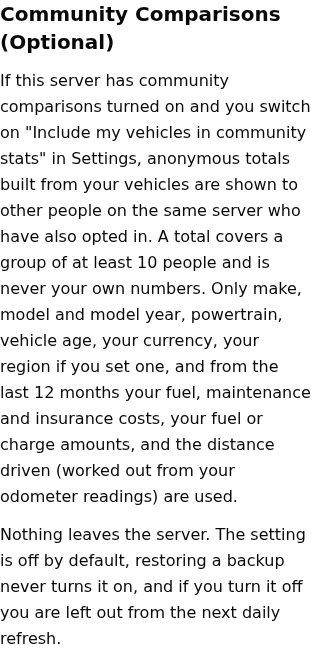 Community Comparisons
(Optional)
If this server has community
comparisons turned on and you switch
on "Include my vehicles in community
stats" in Settings, anonymous totals
built from your vehicles are shown to
other people on the same server who
have also opted in. A total covers a
group of at least 10 people and is
never your own numbers. Only make,
model and model year, powertrain,
vehicle age, your currency, your
region if you set one, and from the
last 12 months your fuel, maintenance
and insurance costs, your fuel or
charge amounts, and the distance
driven (worked out from your
odometer readings) are used.
Nothing leaves the server. The setting
is off by default, restoring a backup
never turns it on, and if you turn it off
you are left out from the next daily
refresh.